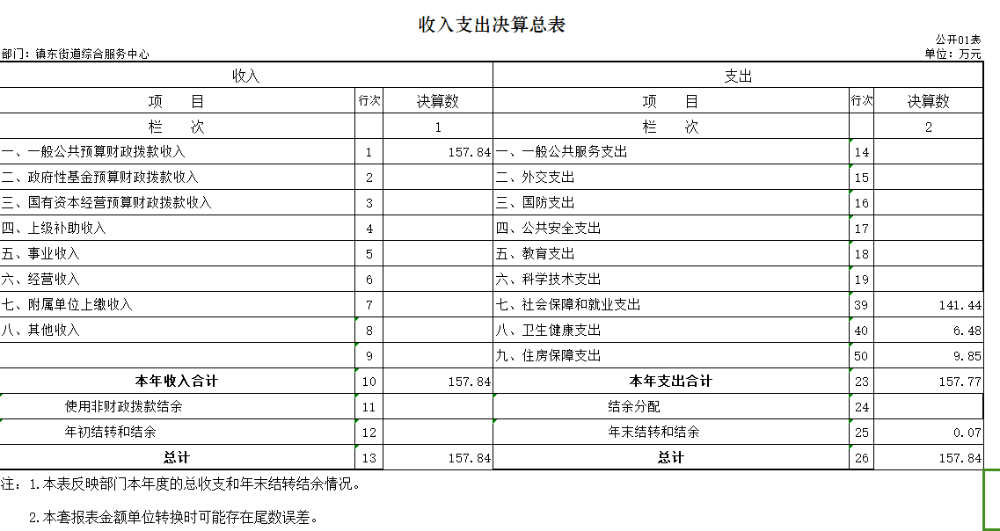 收入支出决算总表
公开01表
部门：镇东街道综合服务中心 单位：万元
收入 支出
项 目 行次 决算数 项 目 行次 决算数
栏 次 1 栏 次 2
一、一般公共预算财政拨款收入 1 157.84 一、一般公共服务支出 14
二、政府性基金预算财政拨款收入 2 二、外交支出 15
三、国有资本经营预算财政拨款收入 3 三、国防支出 16
四、上级补助收入 4 四、公共安全支出 17
五、事业收入 5 五、教育支出 18
六、经营收入 6 六、科学技术支出 19
七、附属单位上缴收入 7 七、社会保障和就业支出 39 141.44
八、其他收入 8 八、卫生健康支出 40 6.48
9 九、住房保障支出 50 9.85
本年收入合计 10 157.84 本年支出合计 23 157.77
使用非财政拨款结余 11 结余分配 24
年初结转和结余 12 年末结转和结余 25 0.07
总计 13 157.84 总计 26 157.84
注：1.本表反映部门本年度的总收支和年末结转结余情况。
2.本套报表金额单位转换时可能存在尾数误差。